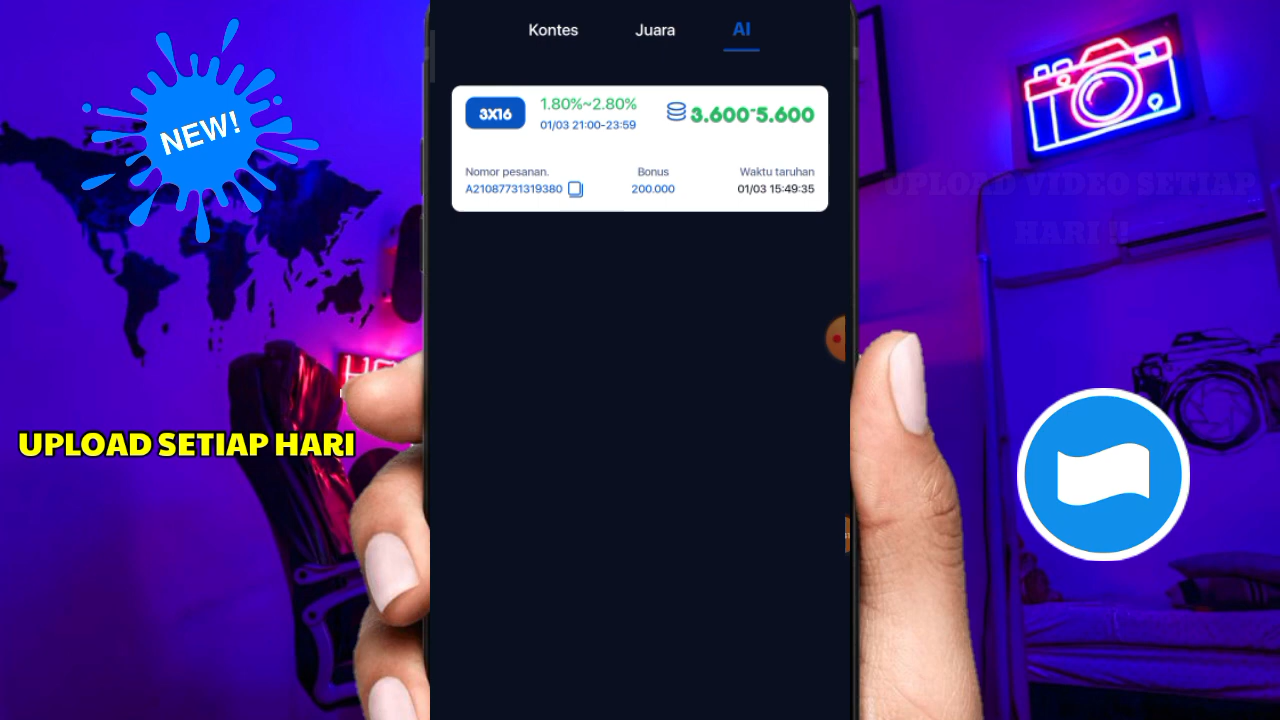 NEW!
Kontes
Juara
AI
3X16
1.80%~2.80%
01/03 21:00-23:59
3.600~5.600
Nomor pesanan.
Bonus
Waktu taruhan
A21087731319380
200.000
01/03 15:49:35
UPLOAD VIDEO SETIAP
HARI !!
UPLOAD SETIAP HARI